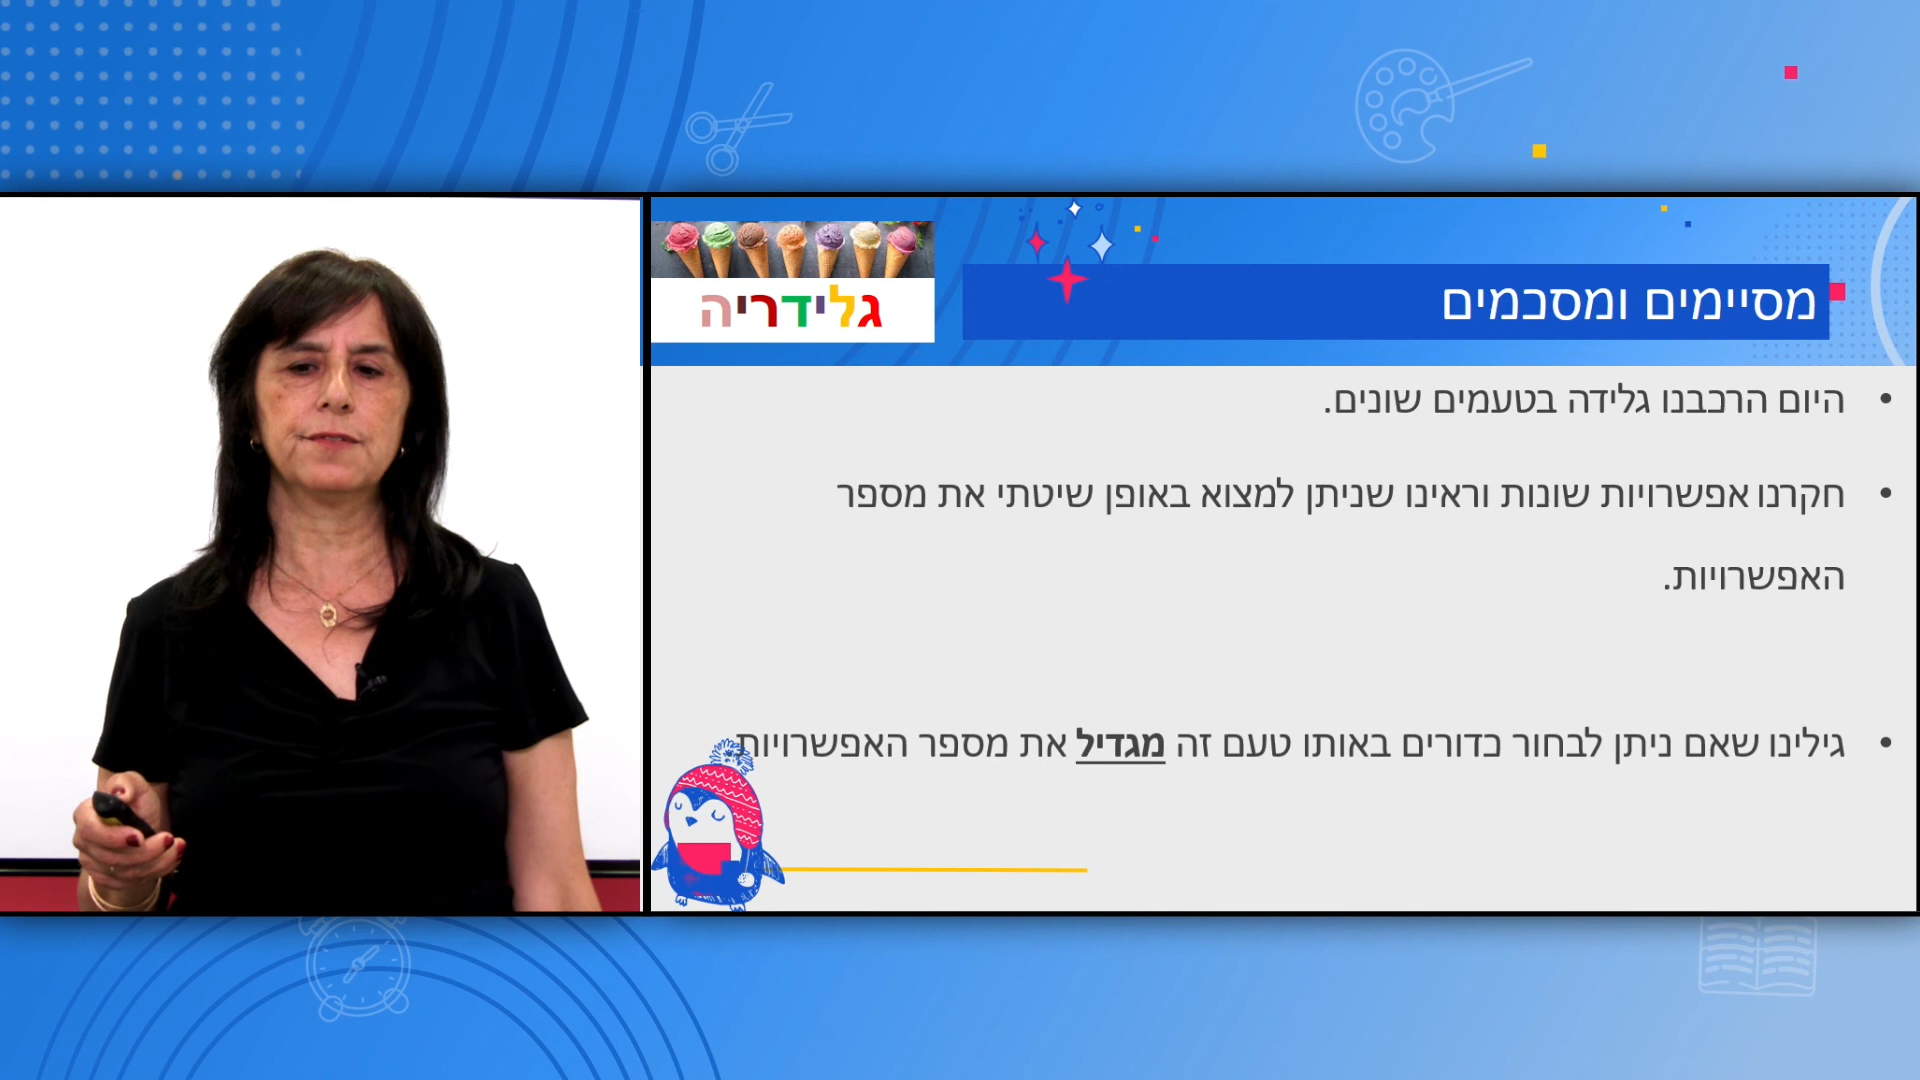 גלידריה
מסיימים ומסכמים
היום הרכבנו גלידה בטעמים שונים.
חקרנו אפשרויות שונות וראינו שניתן למצוא באופן שיטתי את מספר
האפשרויות.
גילינו שאם ניתן לבחור כדורים באותו טעם זה מגדיל את מספר האפשרויות